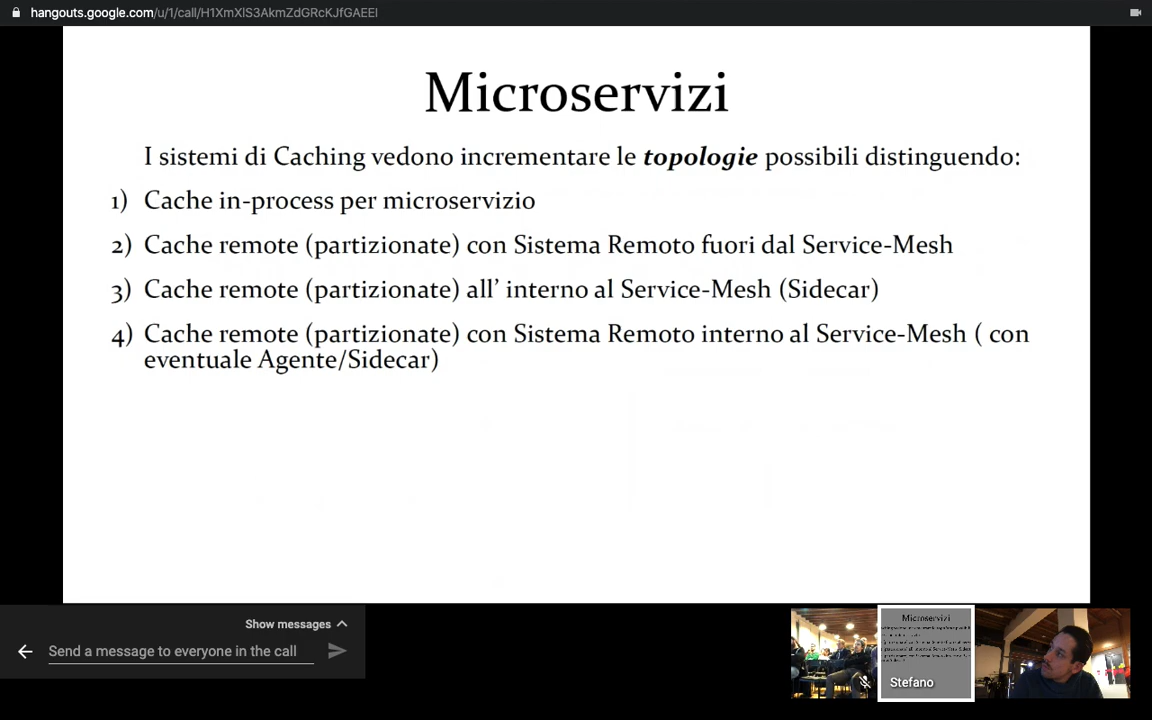 hangouts.google.com/u/1/call/H1XmXlS3AkmZdGRcKJfGAEEI
Microservizi
I sistemi di Caching vedono incrementare le topologie possibili distinguendo:
1) Cache in-process per microservizio
2) Cache remote (partizionate) con Sistema Remoto fuori dal Service-Mesh
3) Cache remote (partizionate) all’ interno al Service-Mesh (Sidecar)
4) Cache remote (partizionate) con Sistema Remoto interno al Service-Mesh ( con
eventuale Agente/Sidecar)
Show messages
Send a message to everyone in the call
Microservizi
Stefano